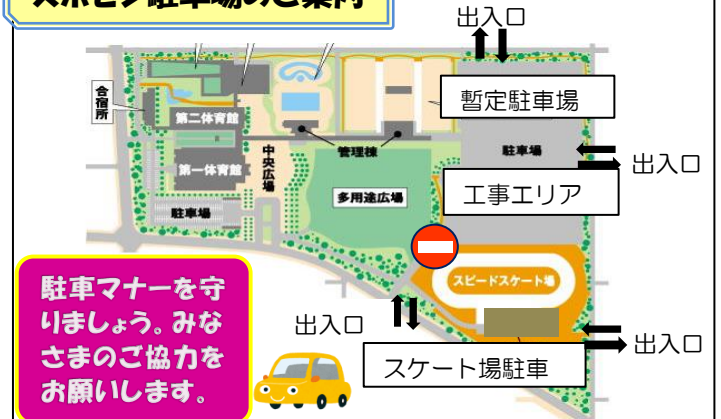 スポセン駐車場のご案内
出入口
暫定駐車場
合宿所
第二体育館
中央広場
管理棟
駐車場
出入口
第一体育館
多用途広場
工事エリア
駐車場
スピードスケート場
駐車マナーを守
りましょう。みな
さまのご協力を
お願いします。
出入口
出入口
スケート場駐車